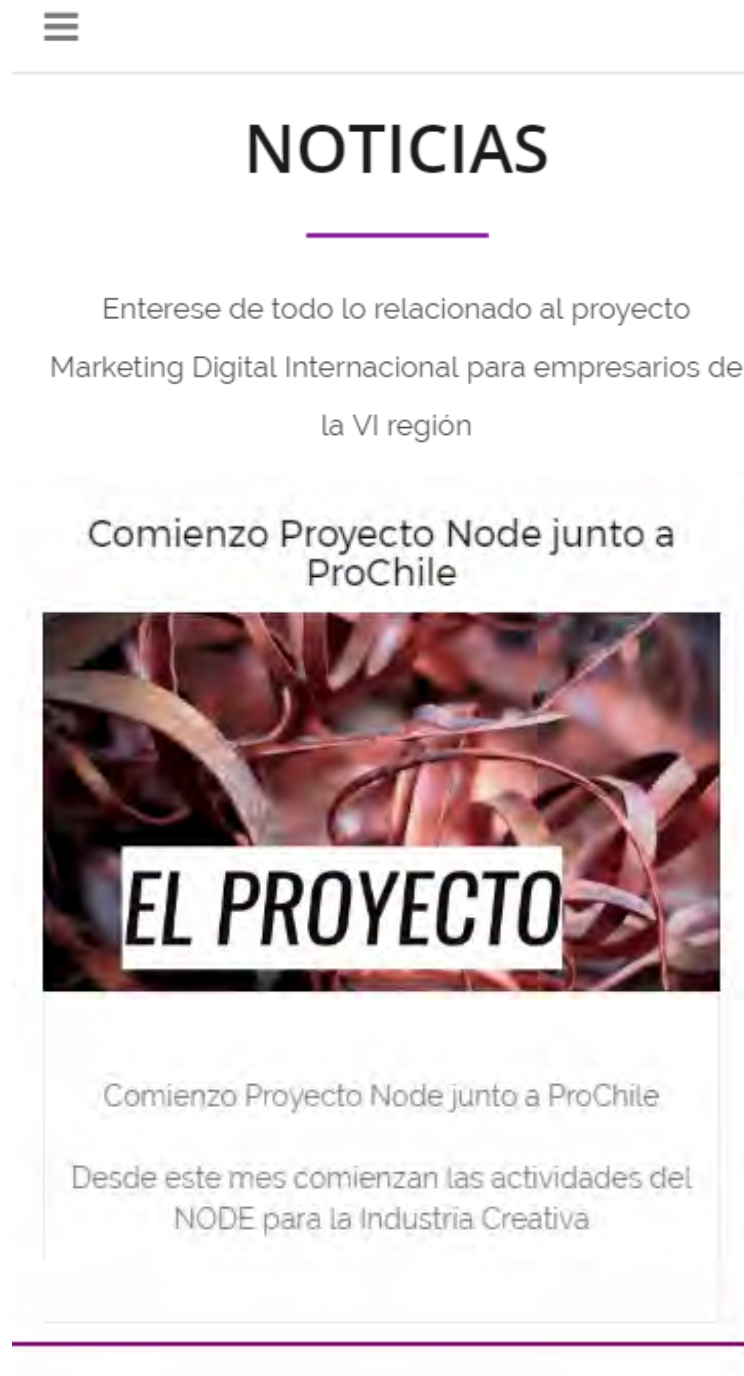 NOTICIAS
Enterese de todo lo relacionado al proyecto
Marketing Digital Internacional para empresarios de
la VI región
Comienzo Proyecto Node junto a
ProChile
EL PROYECTO
Comienzo Proyecto Node junto a ProChile
Desde este mes comienzan las actividades del
NODE para la Industria Creativa